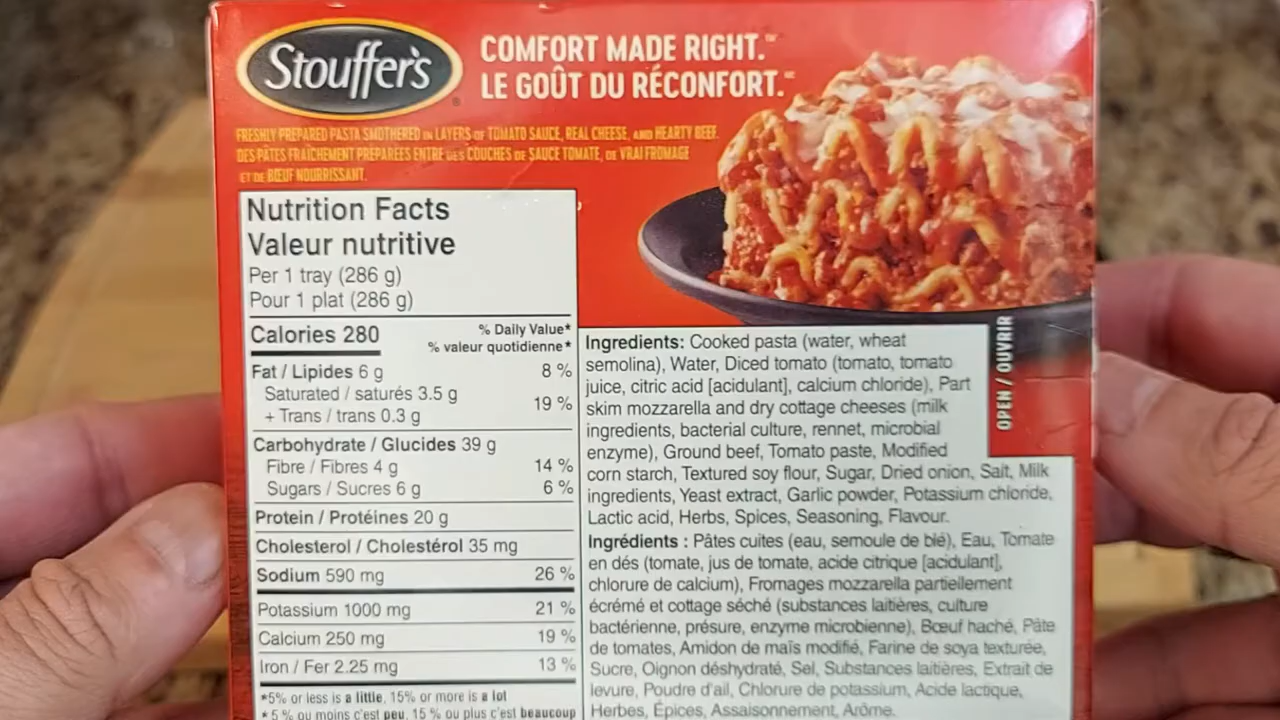 Stouffer's®
COMFORT MADE RIGHT.™
LE GOÛT DU RÉCONFORT.MC
FRESHLY PREPARED PASTA SMOTHERED IN LAYERS OF TOMATO SAUCE, REAL CHEESE, AND HEARTY BEEF.
DES PÂTES FRAÎCHEMENT PRÉPARÉES ENTRE DES COUCHES DE SAUCE TOMATE, DE VRAI FROMAGE
ET DE BŒUF NOURRISSANT.
Nutrition Facts
Valeur nutritive
Per 1 tray (286 g)
Pour 1 plat (286 g)
Calories 280
% Daily Value*
% valeur quotidienne*
Fat / Lipides 6 g 8 %
Saturated / saturés 3.5 g
+ Trans / trans 0.3 g 19 %
Carbohydrate / Glucides 39 g
Fibre / Fibres 4 g 14 %
Sugars / Sucres 6 g 6 %
Protein / Protéines 20 g
Cholesterol / Cholestérol 35 mg
Sodium 590 mg 26 %
Potassium 1000 mg 21 %
Calcium 250 mg 19 %
Iron / Fer 2.25 mg 13 %
*5% or less is a little, 15% or more is a lot
*5 % ou moins c'est peu, 15 % ou plus c'est beaucoup
Ingredients: Cooked pasta (water, wheat
semolina), Water, Diced tomato (tomato, tomato
juice, citric acid [acidulant], calcium chloride), Part
skim mozzarella and dry cottage cheeses (milk
ingredients, bacterial culture, rennet, microbial
enzyme), Ground beef, Tomato paste, Modified
corn starch, Textured soy flour, Sugar, Dried onion, Salt, Milk
ingredients, Yeast extract, Garlic powder, Potassium chloride,
Lactic acid, Herbs, Spices, Seasoning, Flavour.
Ingrédients : Pâtes cuites (eau, semoule de blé), Eau, Tomate
en dés (tomate, jus de tomate, acide citrique [acidulant],
chlorure de calcium), Fromages mozzarella partiellement
écrémé et cottage séché (substances laitières, culture
bactérienne, présure, enzyme microbienne), Bœuf haché, Pâte
de tomates, Amidon de maïs modifié, Farine de soya texturée,
Sucre, Oignon déshydraté, Sel, Substances laitières, Extrait de
levure, Poudre d'ail, Chlorure de potassium, Acide lactique,
Herbes, Épices, Assaisonnement, Arôme.
OPEN / OUVRIR